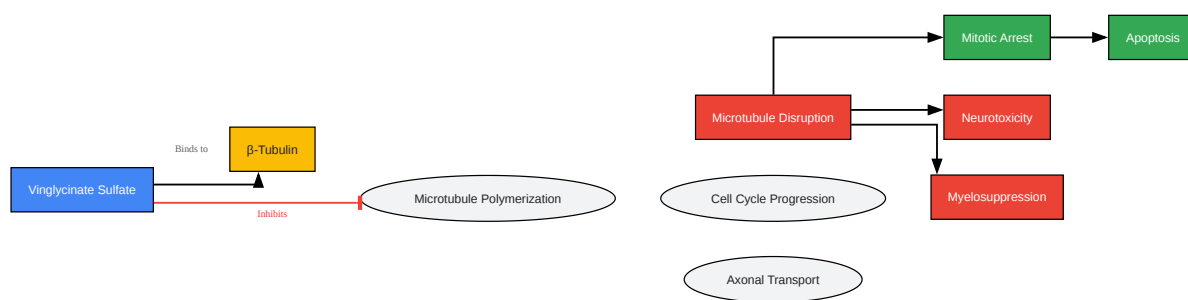 Mitotic Arrest
Apoptosis
Microtubule Disruption
Neurotoxicity
Binds to
β-Tubulin
Vinglycinate Sulfate
Inhibits
Microtubule Polymerization
Cell Cycle Progression
Myelosuppression
Axonal Transport